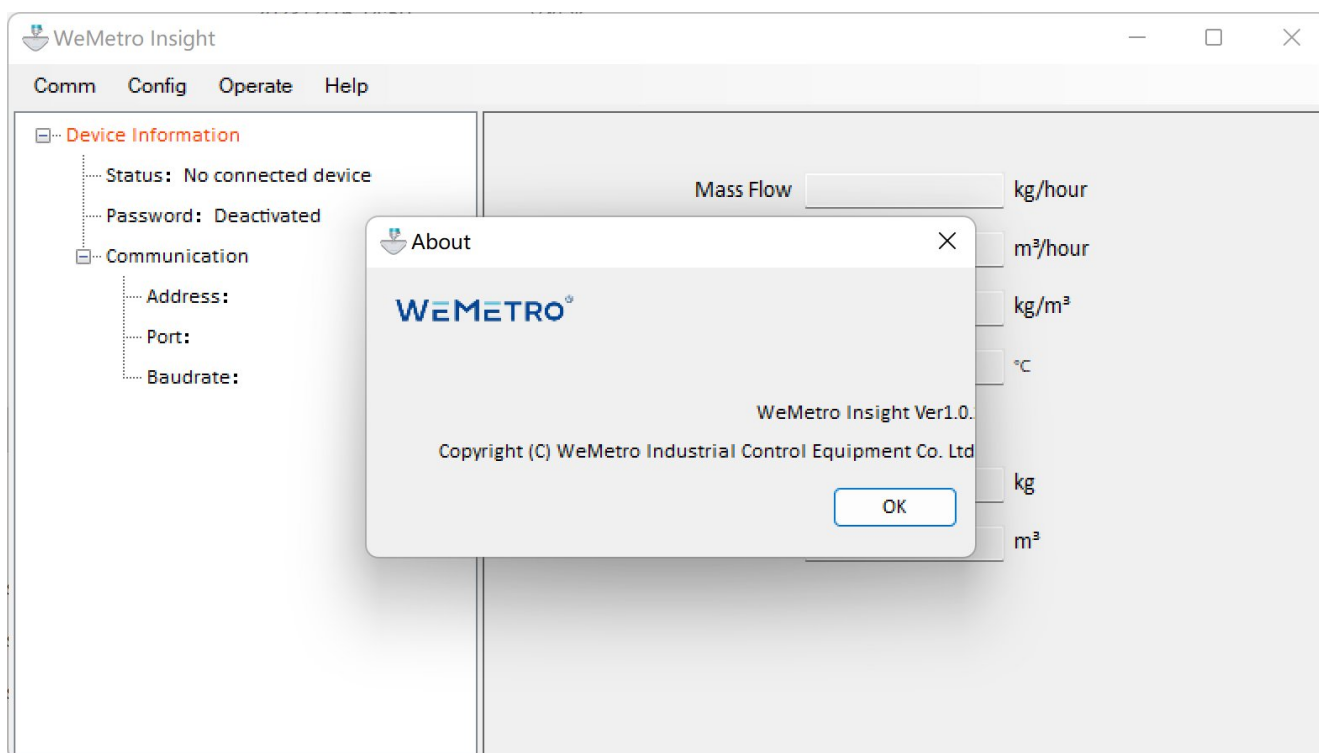 WeMetro Insight
Comm Config Operate Help
Device Information
Status: No connected device
Password: Deactivated
Communication
Address:
Port:
Baudrate:
Mass Flow kg/hour
m³/hour
kg/m³
°C
kg
m³
About
WEMETRO®
WeMetro Insight Ver1.0.
Copyright (C) WeMetro Industrial Control Equipment Co. Ltd
OK